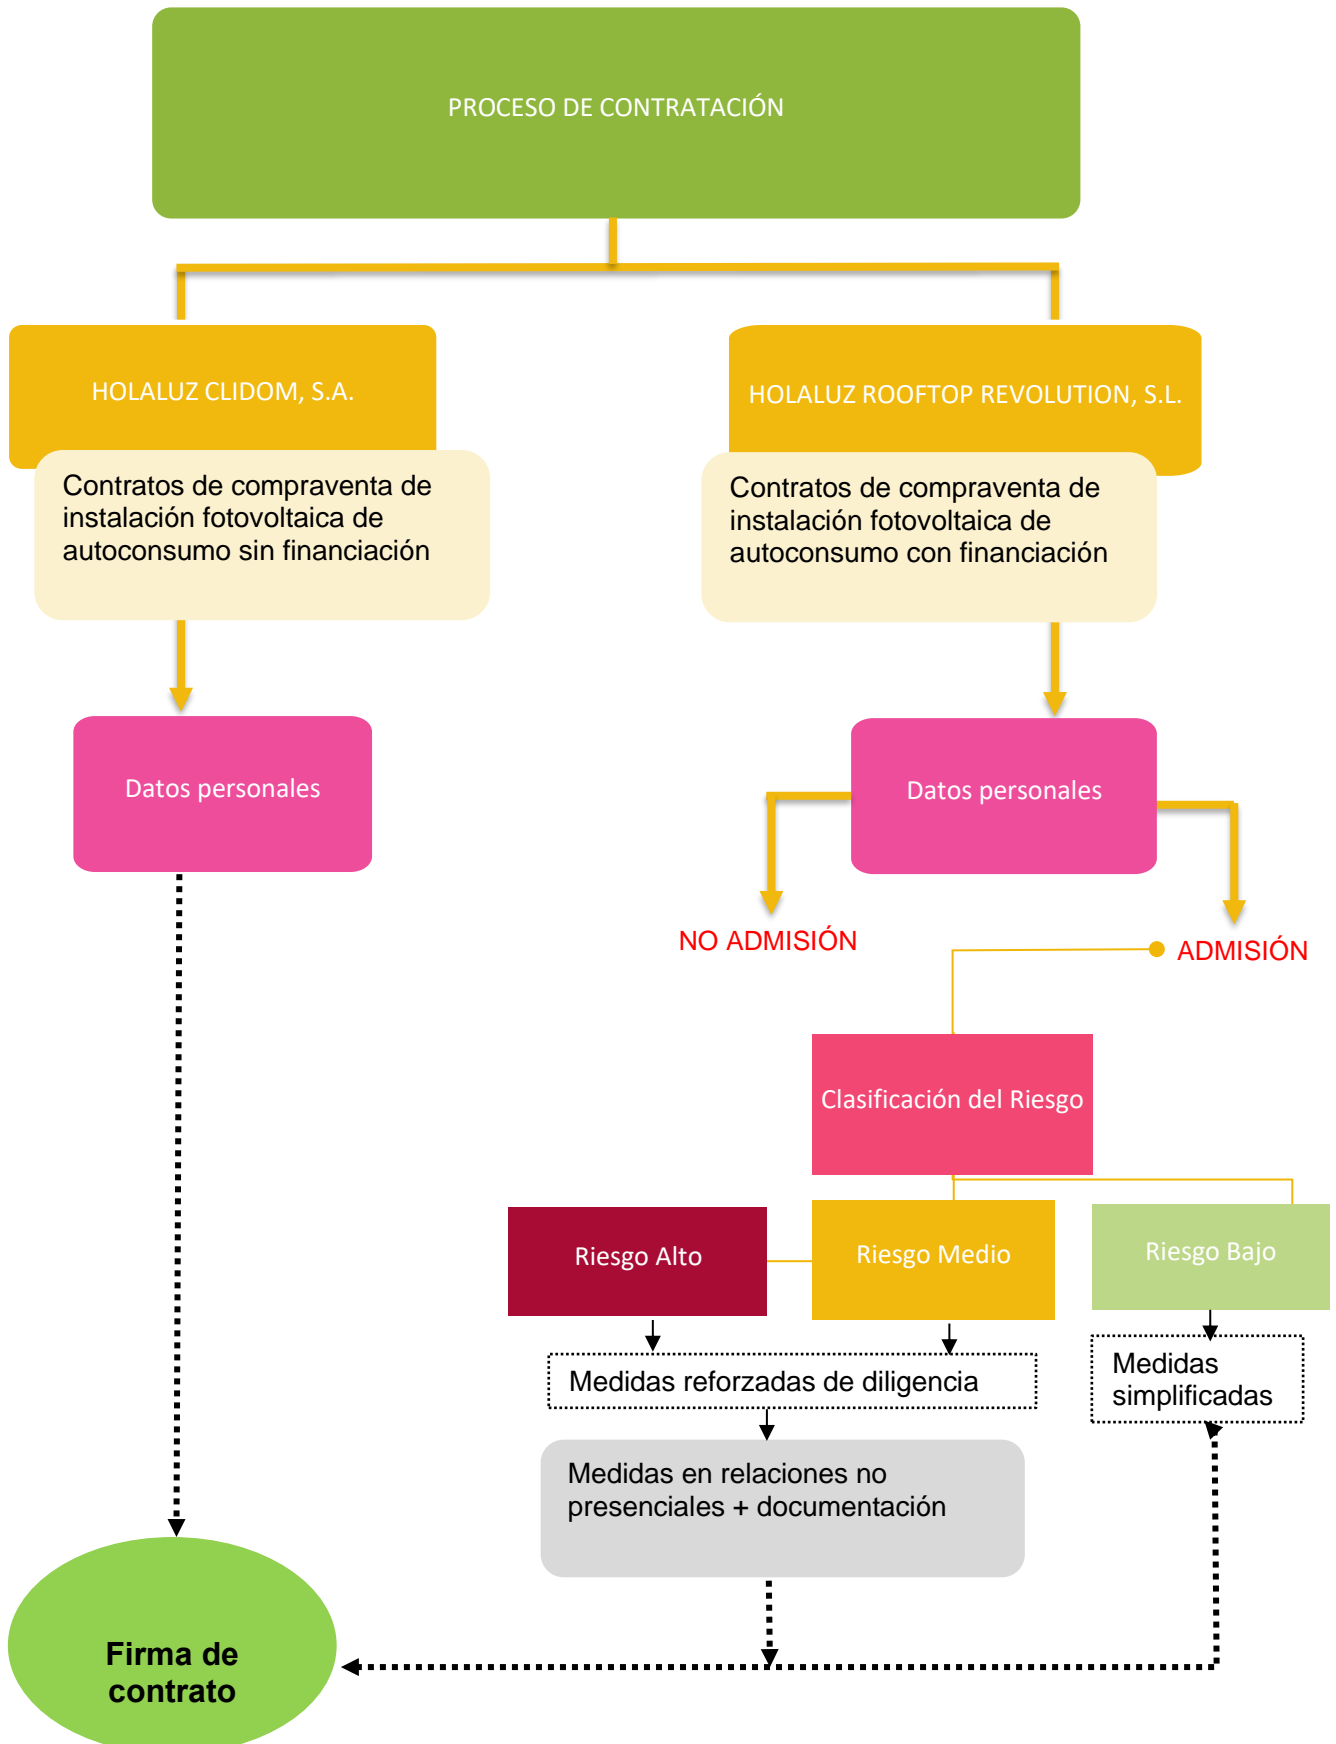 PROCESO DE CONTRATACIÓN
HOLALUZ CLIDOM, S.A.
HOLALUZ ROOFTOP REVOLUTION, S.L.
Contratos de compraventa de
instalación fotovoltaica de
autoconsumo sin financiación
Contratos de compraventa de
instalación fotovoltaica de
autoconsumo con financiación
Datos personales
Datos personales
NO ADMISIÓN
ADMISIÓN
Clasificación del Riesgo
Riesgo Alto
Riesgo Medio
Riesgo Bajo
Medidas reforzadas de diligencia
Medidas
simplificadas
Medidas en relaciones no
presenciales + documentación
Firma de
contrato